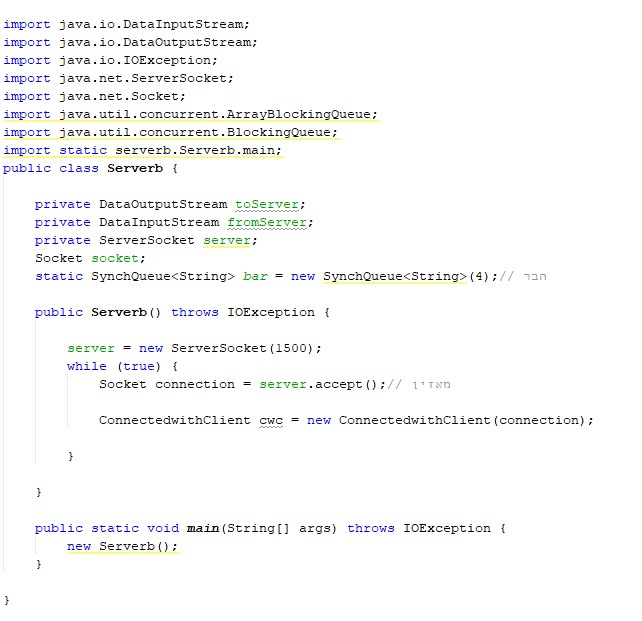 import java.io.DataInputStream;
import java.io.DataOutputStream;
import java.io.IOException;
import java.net.ServerSocket;
import java.net.Socket;
import java.util.concurrent.ArrayBlockingQueue;
import java.util.concurrent.BlockingQueue;
import static serverb.Serverb.main;
public class Serverb {
private DataOutputStream toServer;
private DataInputStream fromServer;
private ServerSocket server;
Socket socket;
static SynchQueue<String> bar = new SynchQueue<String>(4);// הבר
public Serverb() throws IOException {
server = new ServerSocket(1500);
while (true) {
Socket connection = server.accept();// מאזין
ConnectedwithClient cwc = new ConnectedwithClient(connection);
}
}
public static void main(String[] args) throws IOException {
new Serverb();
}
}